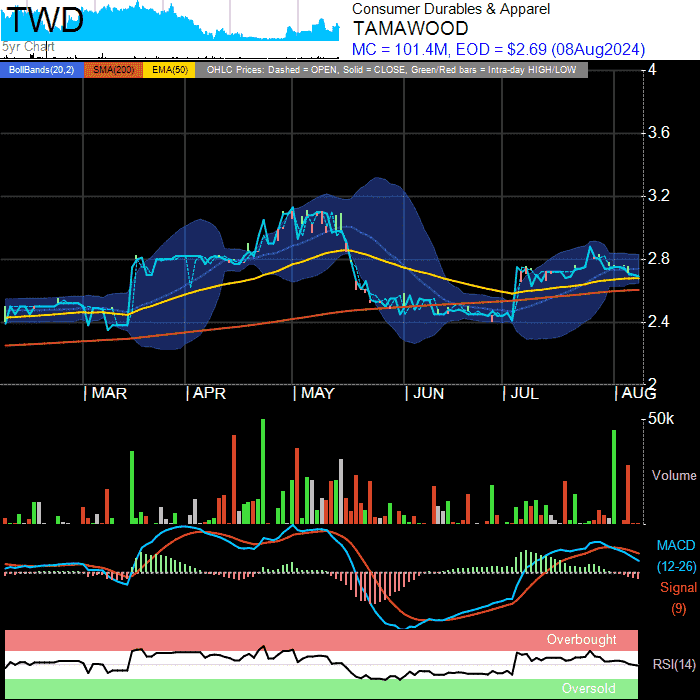 TWD
5yr Chart
Consumer Durables & Apparel
TAMAWOOD
MC = 101.4M, EOD = $2.69 (08Aug2024)
BollBands(20,2) SMA(200) EMA(50) OHLC Prices: Dashed = OPEN, Solid = CLOSE, Green/Red bars = Intra-day HIGH/LOW
4
3.6
3.2
2.8
2.4
2
| MAR | APR | MAY | JUN | JUL | AUG
50k
Volume
MACD
(12-26)
Signal
(9)
Overbought
RSI(14)
Oversold